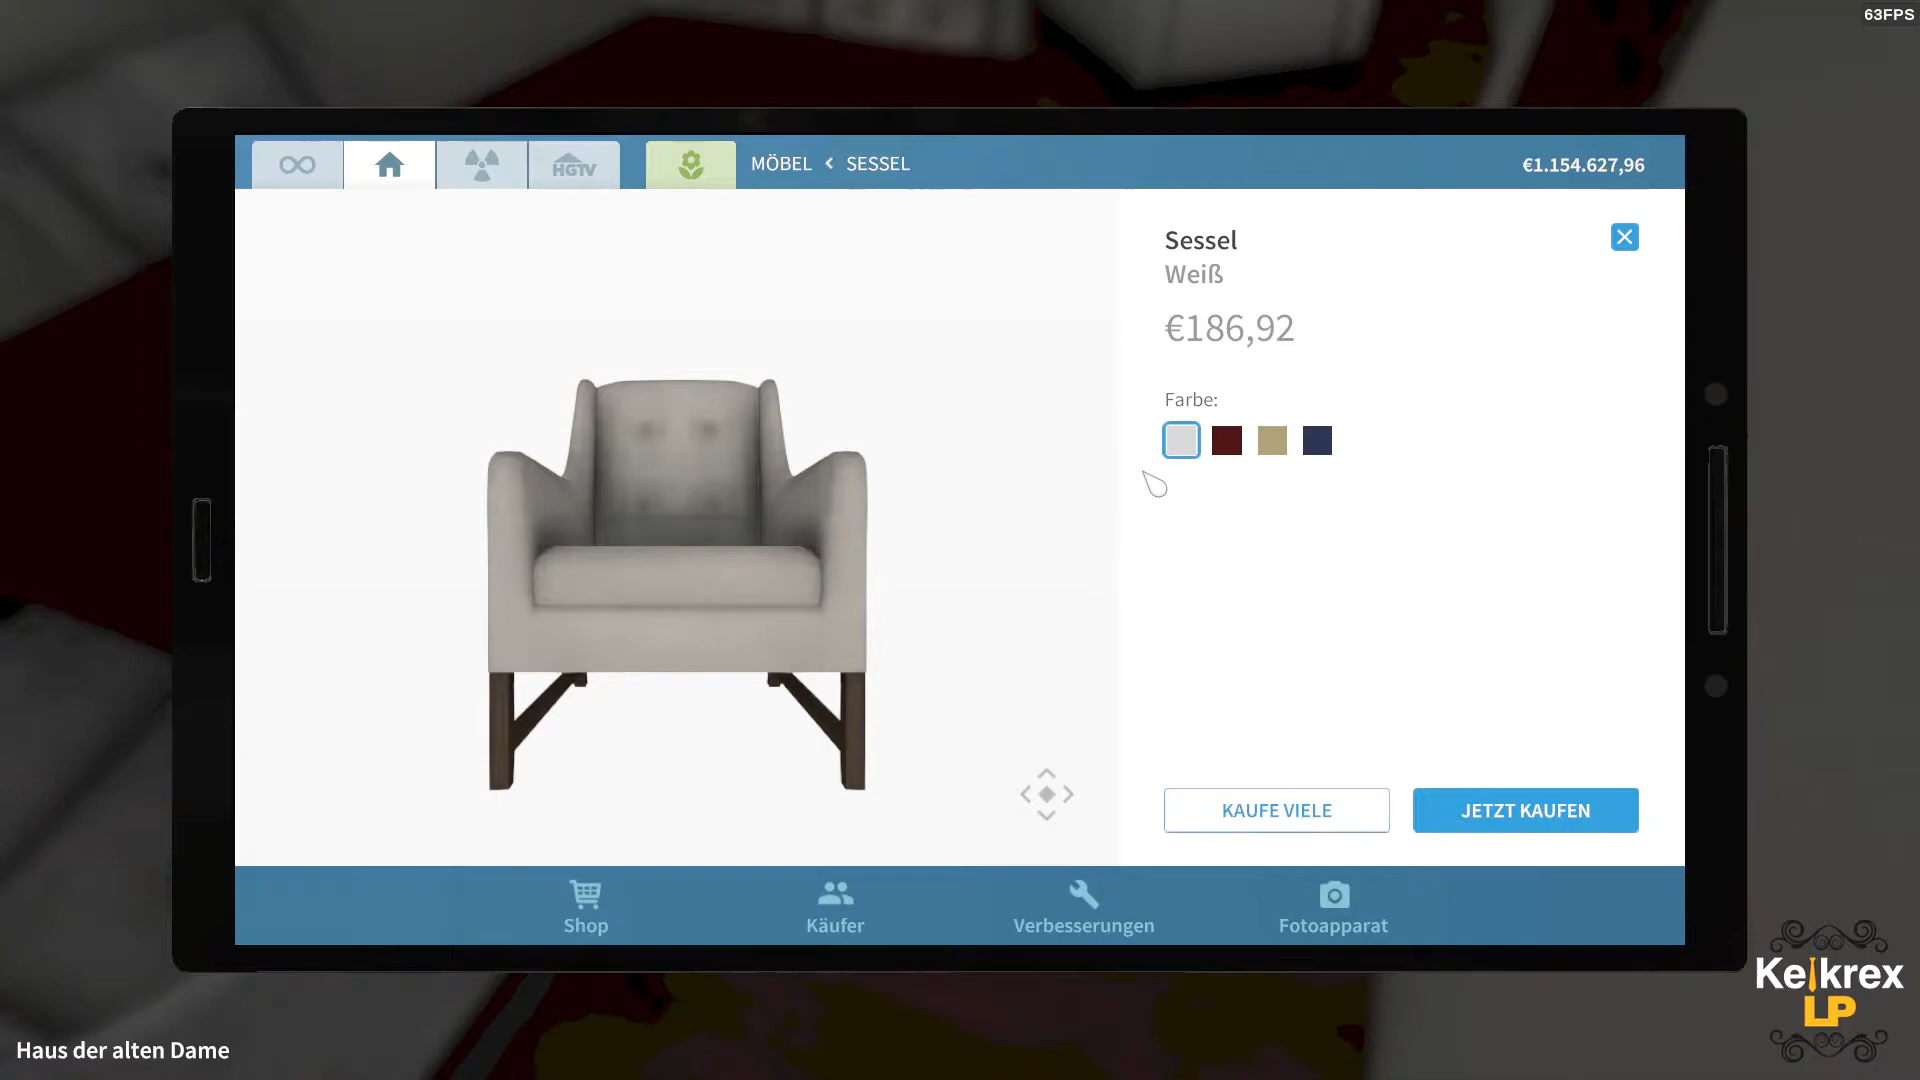 63FPS
HGTV
MÖBEL < SESSEL
€1.154.627,96
Sessel
Weiß
€186,92
Farbe:
KAUFE VIELE
JETZT KAUFEN
Shop
Käufer
Verbesserungen
Fotoapparat
Keikrex
LP
Haus der alten Dame